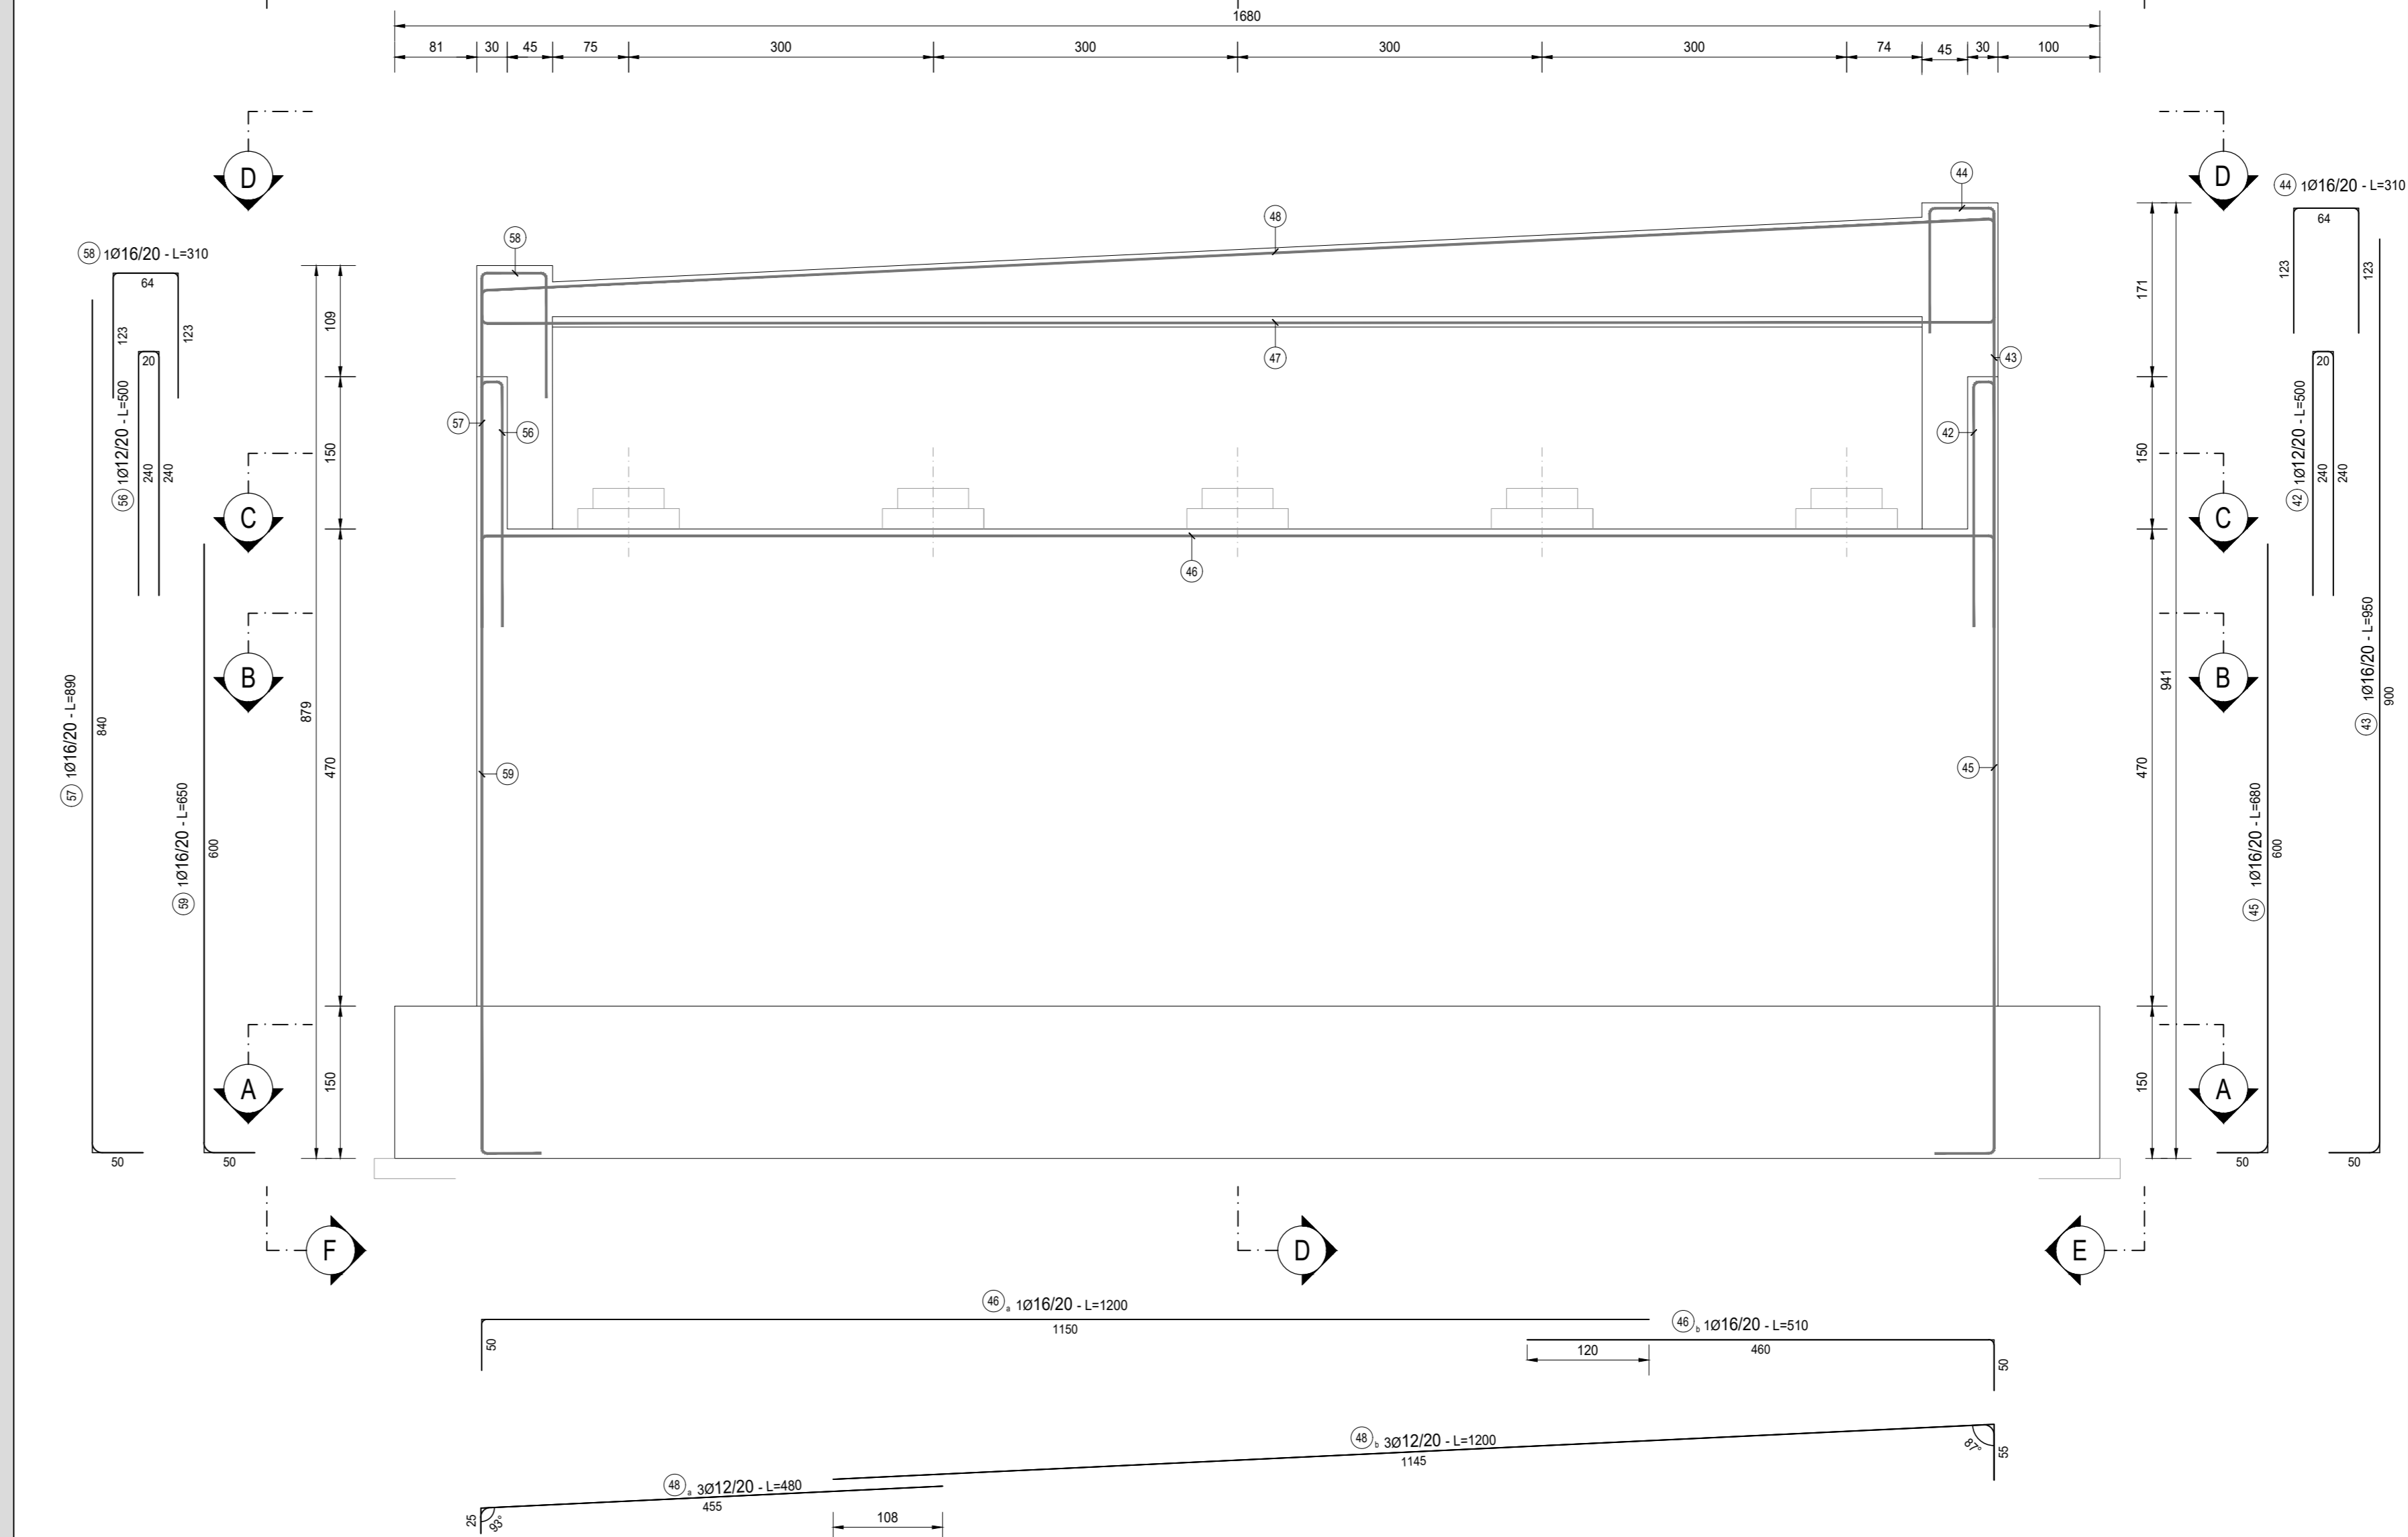 1680
81 30 45 75 300 300 300 300 74 45 30 100
D
D
44
44 1Ø16/20 - L=310
64
123
123
48
58
58 1Ø16/20 - L=310
64
123
123
109
171
20
20
47
43
56 1Ø12/20 - L=500
240
240
57
56
42
150
150
42 1Ø12/20 - L=500
240
240
C
C
46
B
B
879
941
57 1Ø16/20 - L=890
840
43 1Ø16/20 - L=950
900
470
470
59
45
59 1Ø16/20 - L=650
600
45 1Ø16/20 - L=680
600
A
A
150
150
50
50
50
50
F
D
E
46 a 1Ø16/20 - L=1200
1150
50
46 b 1Ø16/20 - L=510
460
120
50
48 b 3Ø12/20 - L=1200
1145
87°
55
48 a 3Ø12/20 - L=480
455
25
93°
108